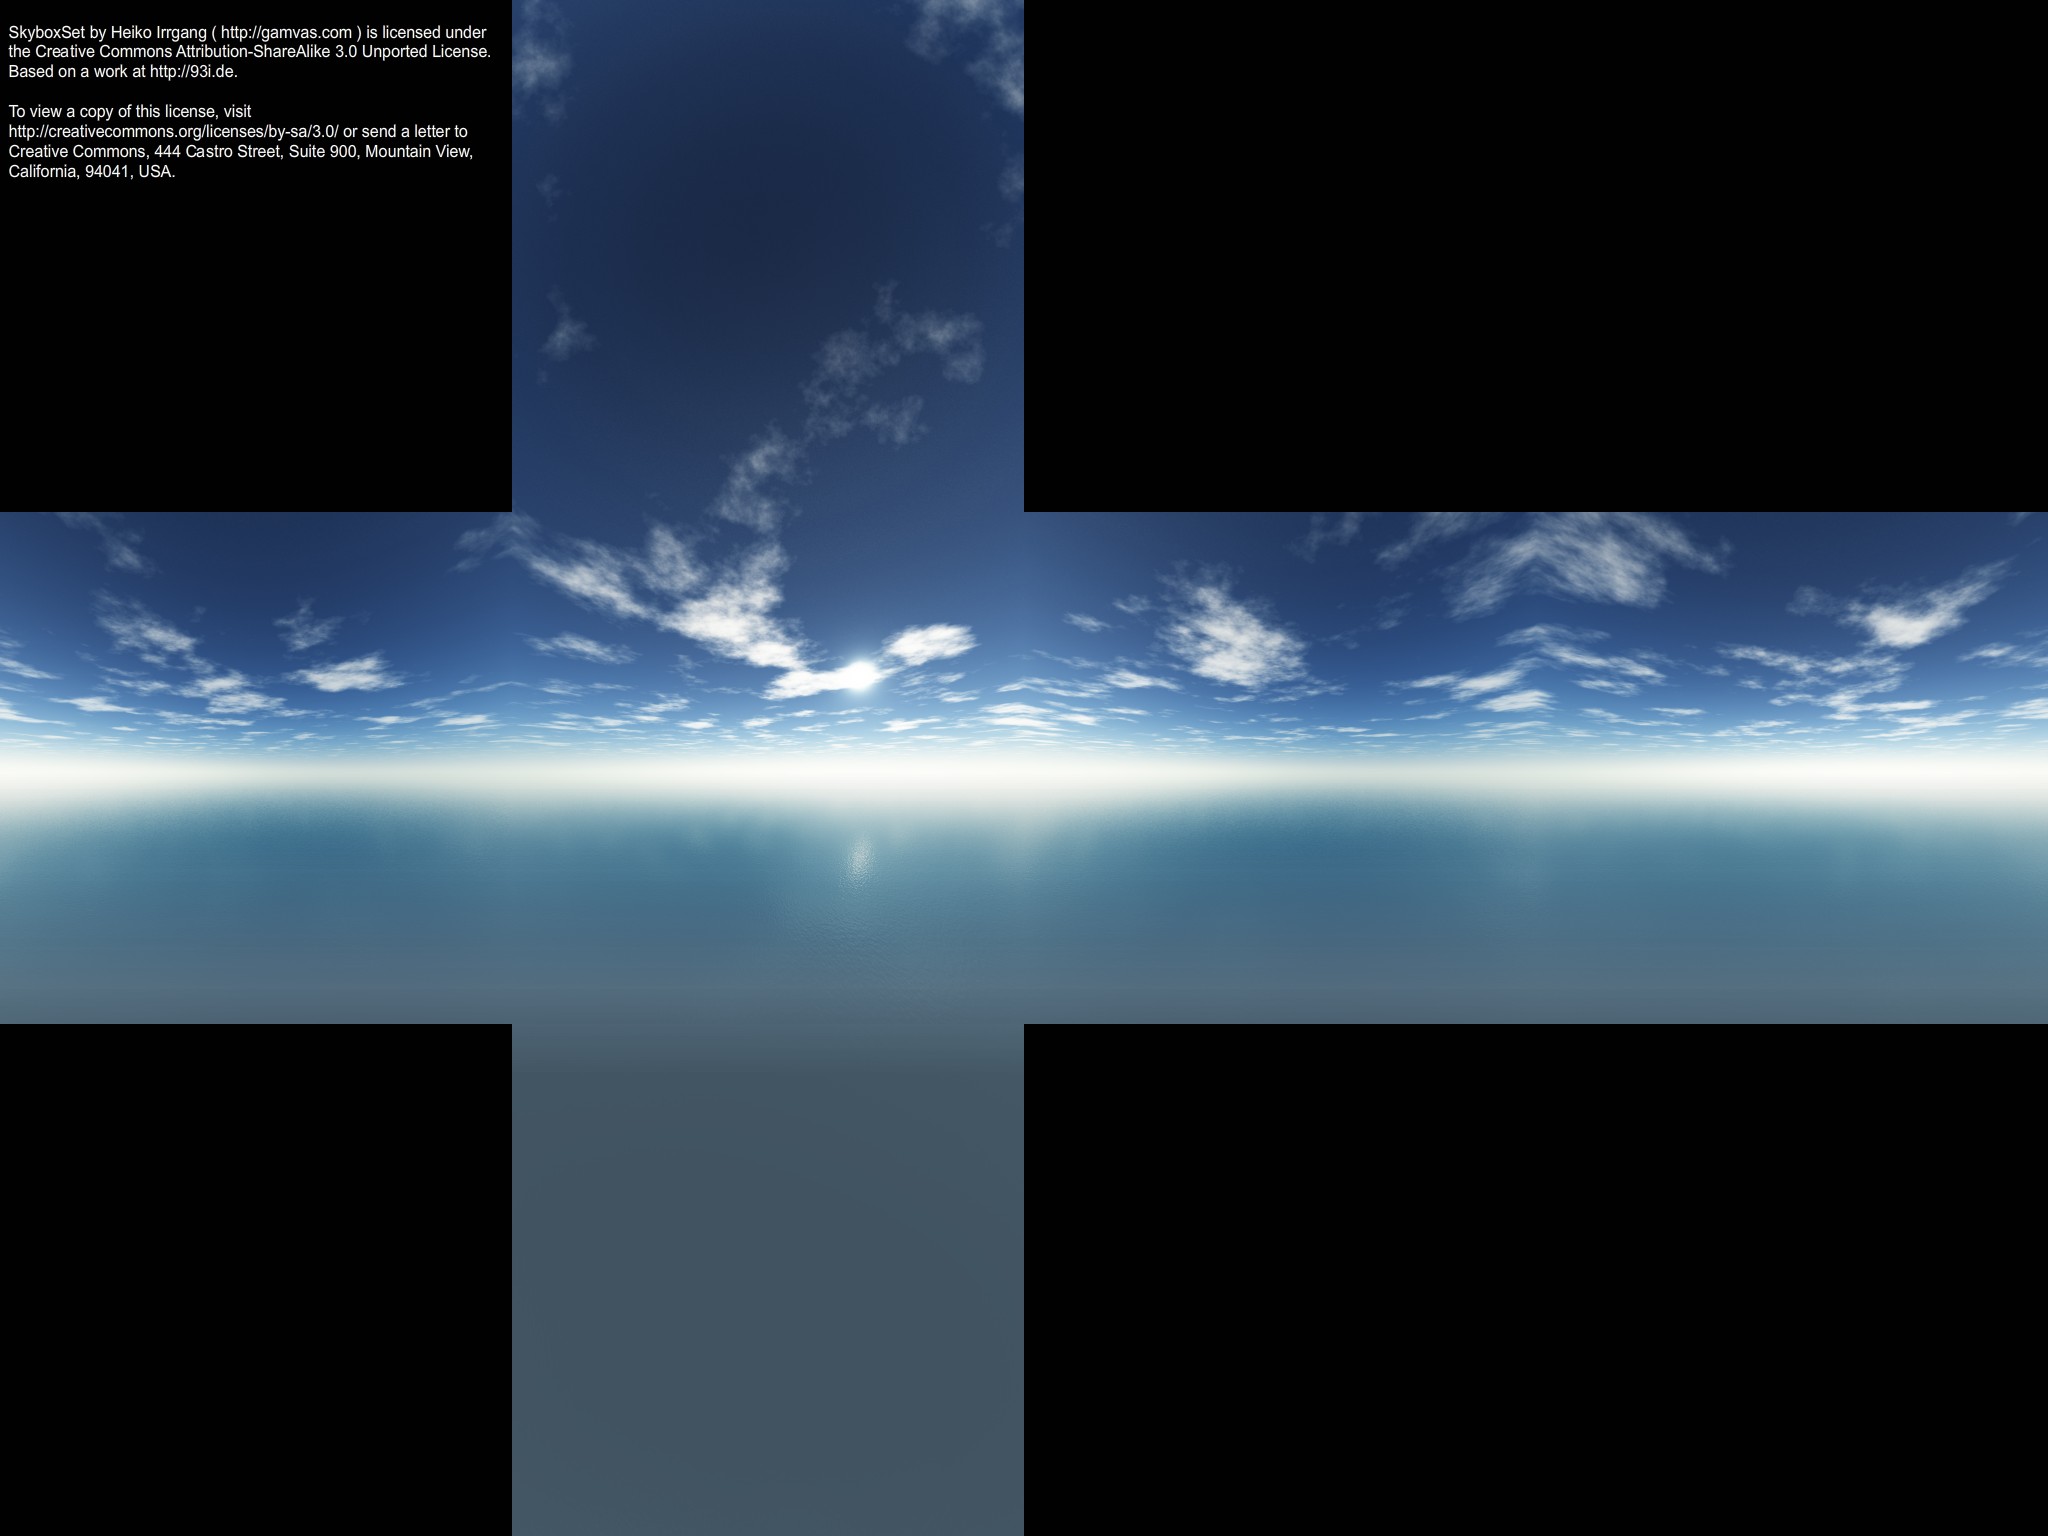 SkyboxSet by Heiko Irrgang ( http://gamvas.com ) is licensed under
the Creative Commons Attribution-ShareAlike 3.0 Unported License.
Based on a work at http://93i.de.
To view a copy of this license, visit
http://creativecommons.org/licenses/by-sa/3.0/ or send a letter to
Creative Commons, 444 Castro Street, Suite 900, Mountain View,
California, 94041, USA.